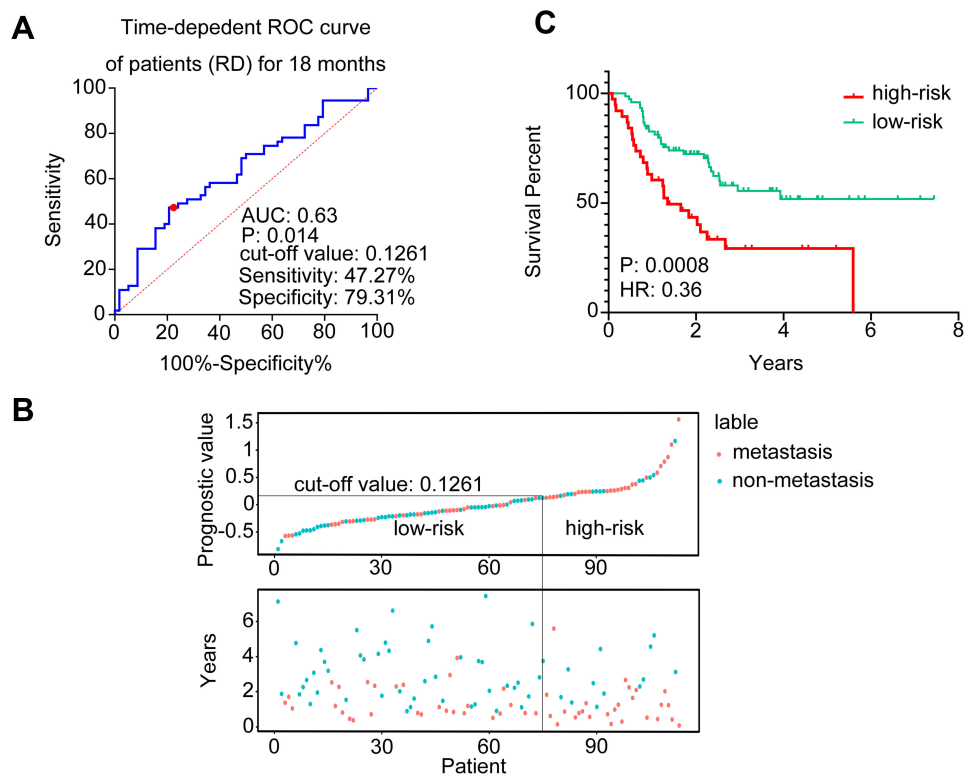 A
Time-depedent ROC curve
of patients (RD) for 18 months
100
80
60
40
20
0
Sensitivity
AUC: 0.63
P: 0.014
cut-off value: 0.1261
Sensitivity: 47.27%
Specificity: 79.31%
0 20 40 60 80 100
100%-Specificity%
C
100
50
0
Survival Percent
high-risk
low-risk
P: 0.0008
HR: 0.36
0 2 4 6 8
Years
B
1.5
1
0.5
0
-0.5
Prognostic value
cut-off value: 0.1261
low-risk
high-risk
0 30 60 90
lable
metastasis
non-metastasis
6
4
2
0
Years
0 30 60 90
Patient